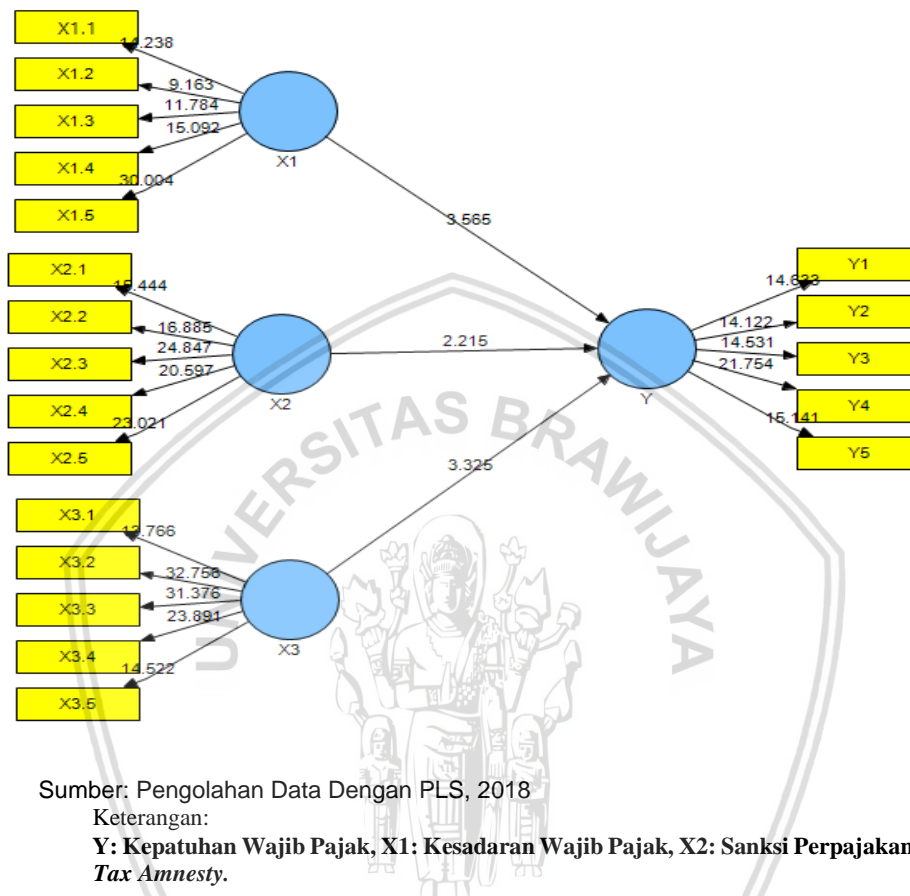 X1.1
14.238
X1.2
9.163
X1.3
11.784
15.092
X1.4
30.004
X1.5
X1
3.565
X2.1
15.444
X2.2
16.885
X2.3
24.847
20.597
X2.4
23.021
X2.5
X2
2.215
X3.1
13.766
X3.2
32.756
X3.3
31.376
23.891
X3.4
14.522
X3.5
X3
3.325
Y
14.633
Y1
14.122
Y2
14.531
Y3
21.754
Y4
15.141
Y5
UNIVERSITAS BRAWIJAYA
Sumber: Pengolahan Data Dengan PLS, 2018
Keterangan:
Y: Kepatuhan Wajib Pajak, X1: Kesadaran Wajib Pajak, X2: Sanksi Perpajakan
Tax Amnesty.